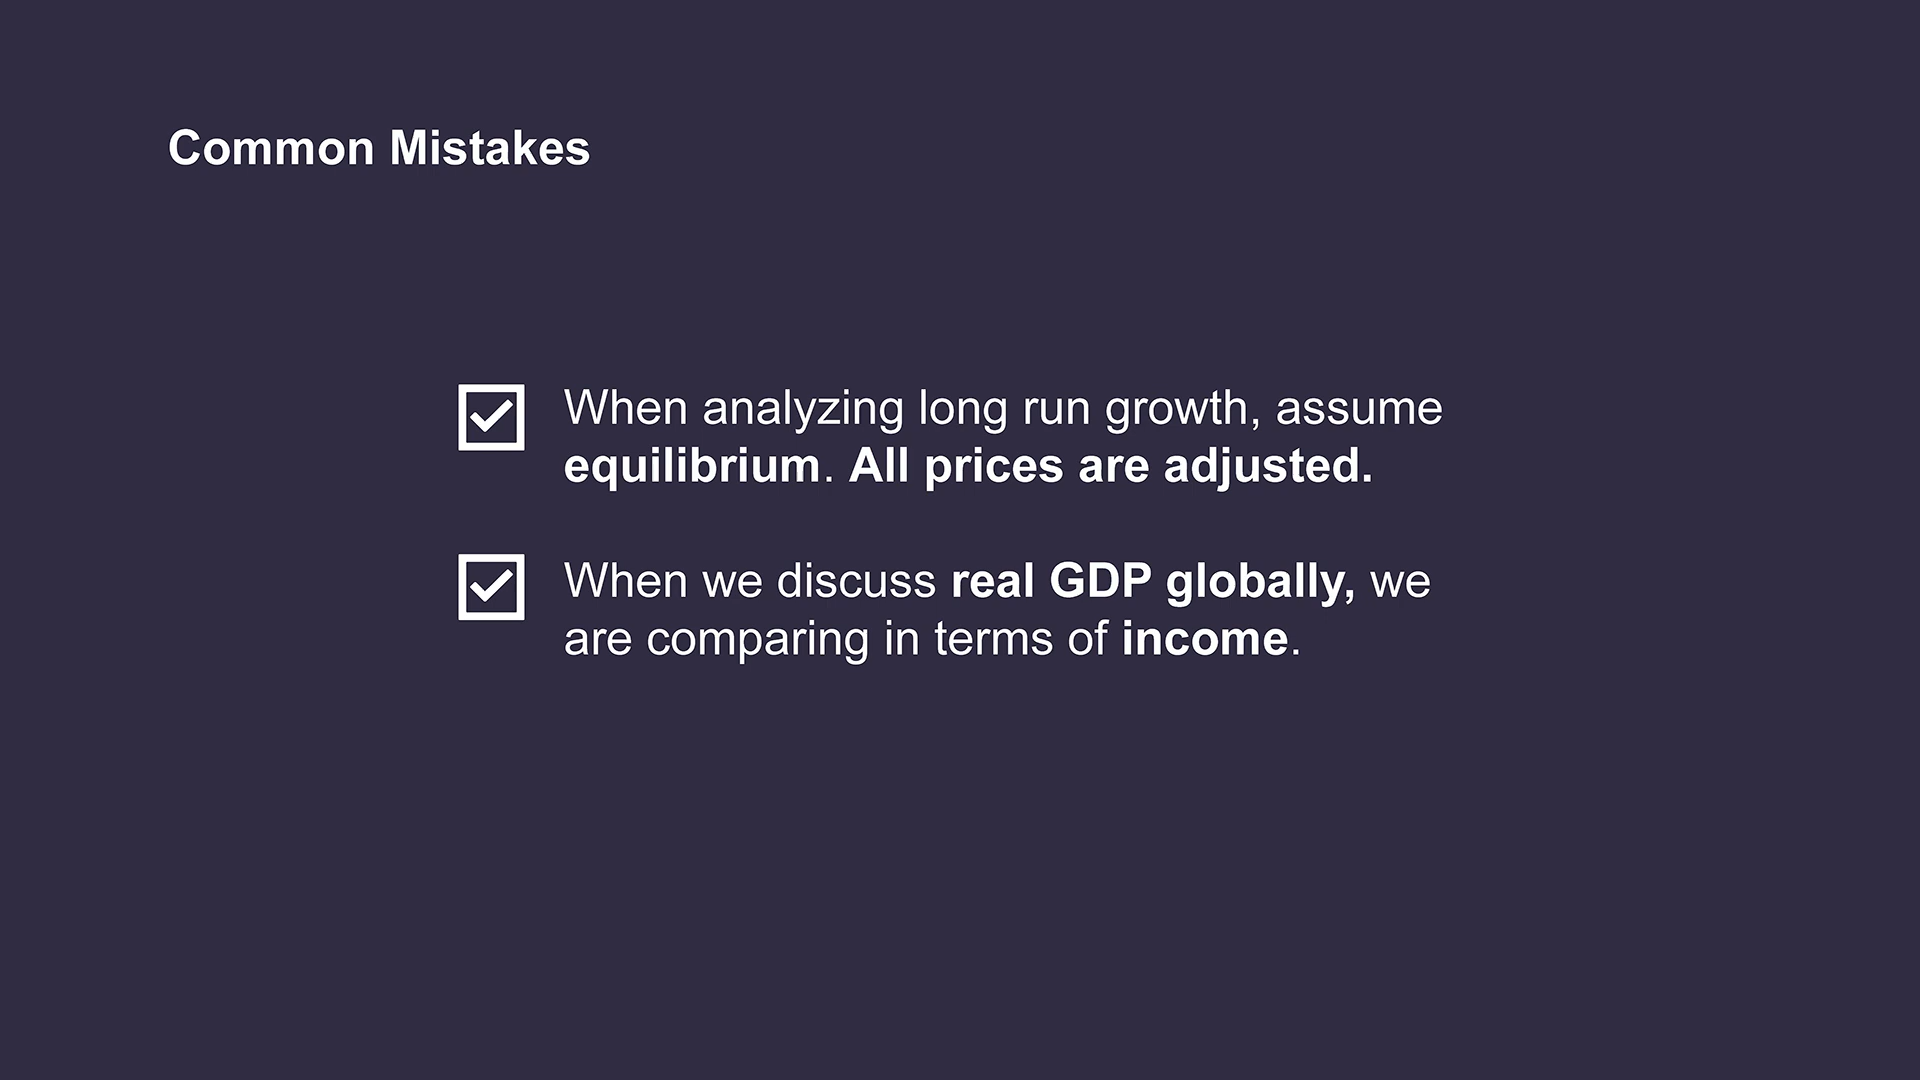 Common Mistakes
When analyzing long run growth, assume
equilibrium. All prices are adjusted.
When we discuss real GDP globally, we
are comparing in terms of income.